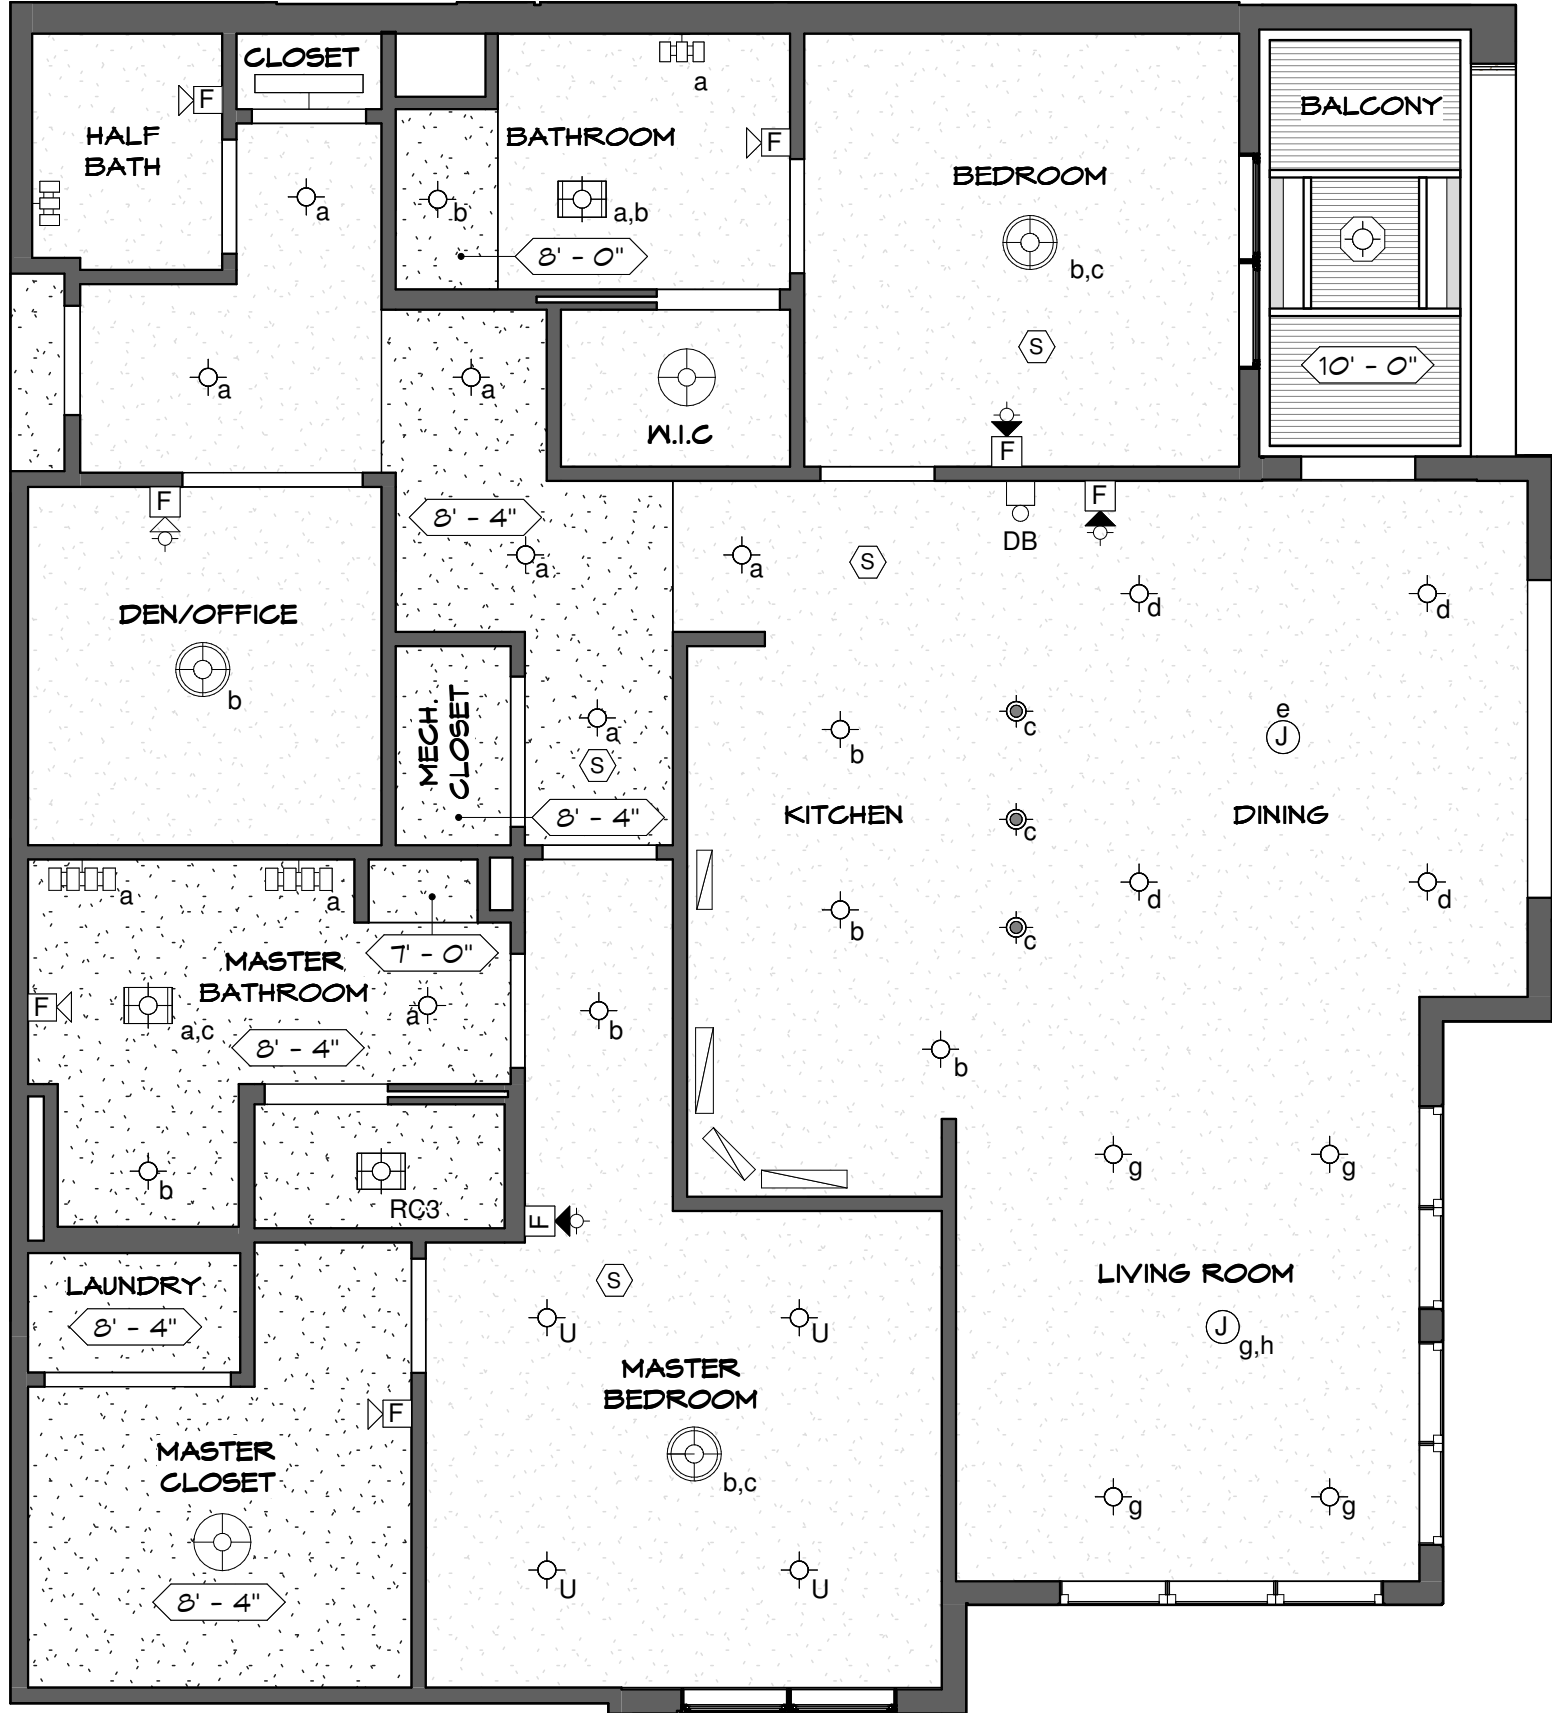 CLOSET
a
BALCONY
F
HALF
BATH
BATHROOM
F
BEDROOM
a
b
a,b
8' - 0"
b,c
S
10' - 0"
a
a
W.I.C
F
F
8' - 4"
F
DB
a
a
S
d
d
DEN/OFFICE
b
MECH.
CLOSET
a
S
8' - 4"
b
c
e
J
KITCHEN
c
DINING
a
a
b
c
d
d
7' - 0"
MASTER
BATHROOM
F
a,c
a
8' - 4"
b
b
b
RC3
F
g
g
LAUNDRY
8' - 4"
S
LIVING ROOM
J
g,h
U
U
MASTER
BEDROOM
F
MASTER
CLOSET
b,c
8' - 4"
g
g
U
U